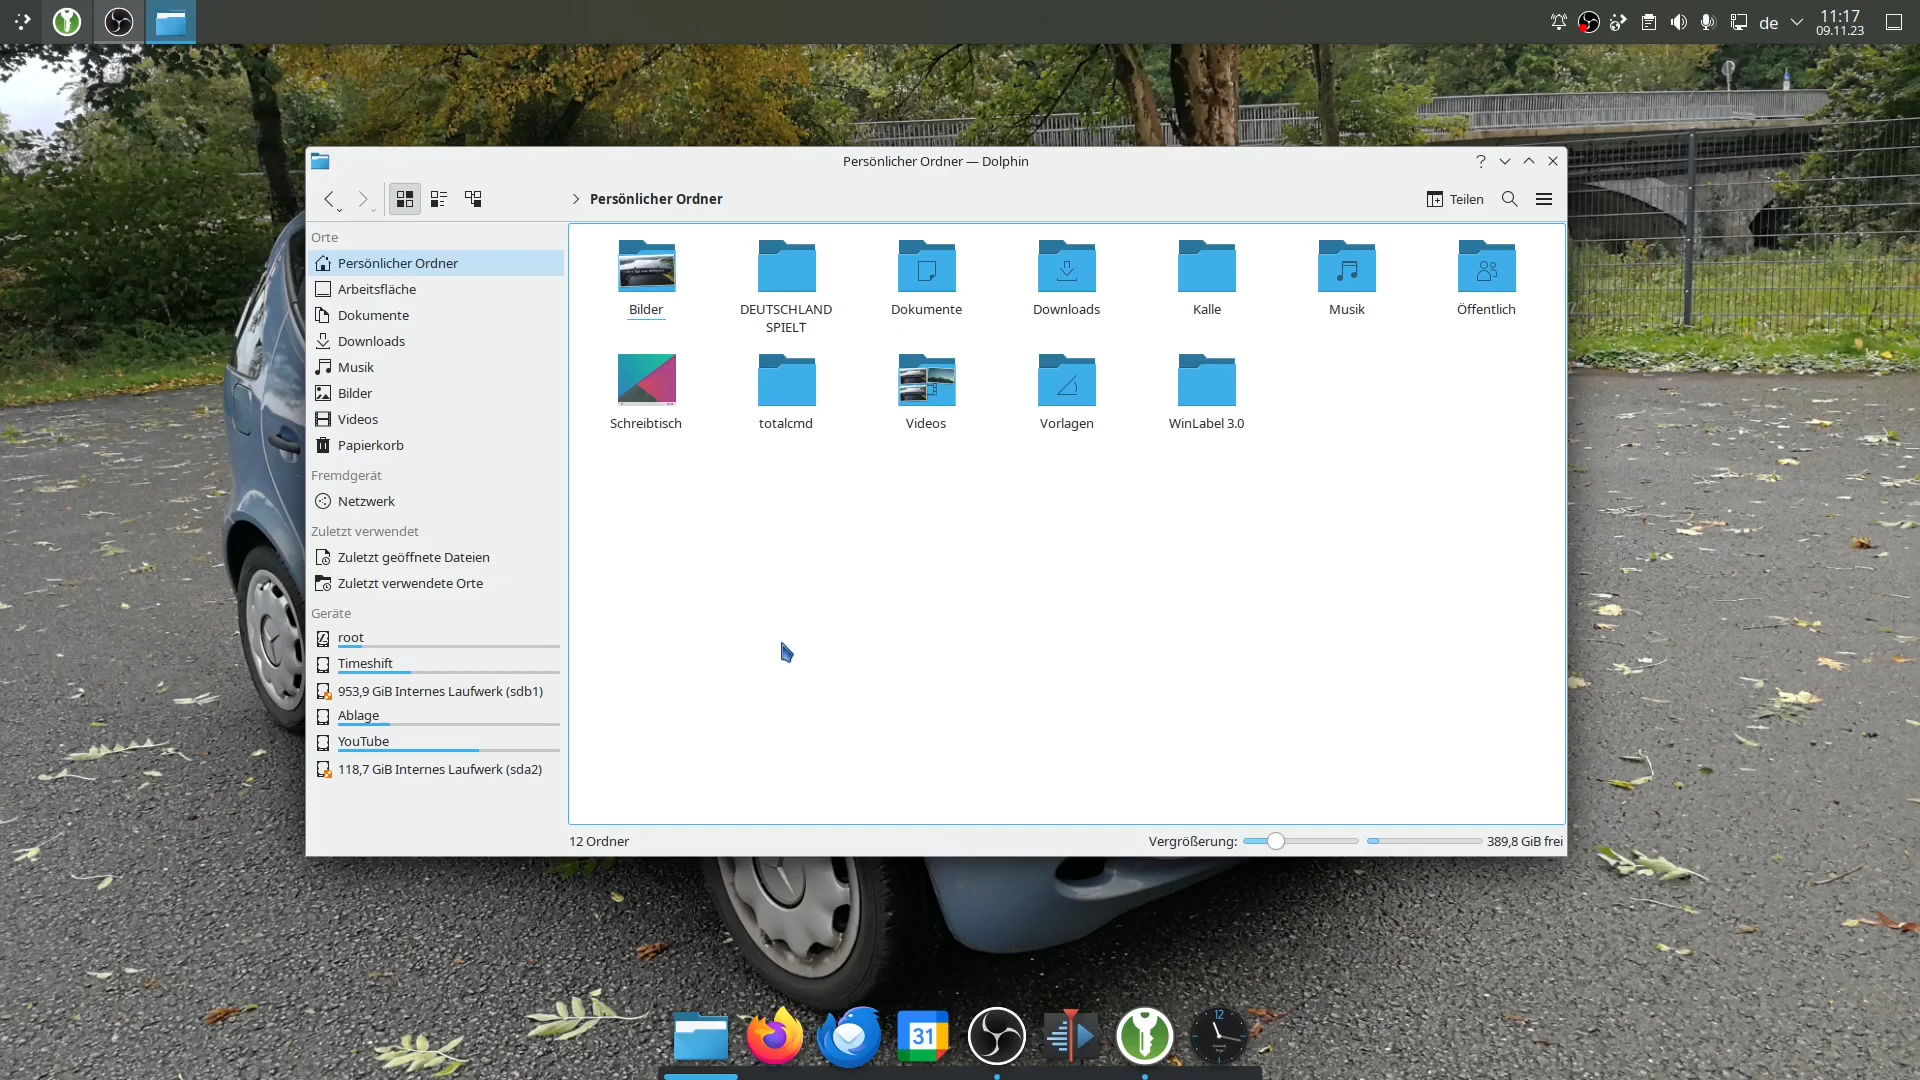 de
11:17
09.11.23
Persönlicher Ordner — Dolphin
Persönlicher Ordner
Teilen
Orte
Persönlicher Ordner
Arbeitsfläche
Dokumente
Downloads
Musik
Bilder
Videos
Papierkorb
Fremdgerät
Netzwerk
Zuletzt verwendet
Zuletzt geöffnete Dateien
Zuletzt verwendete Orte
Geräte
root
Timeshift
953,9 GiB Internes Laufwerk (sdb1)
Ablage
YouTube
118,7 GiB Internes Laufwerk (sda2)
Bilder
DEUTSCHLAND
SPIELT
Dokumente
Downloads
Kalle
Musik
Öffentlich
Schreibtisch
totalcmd
Videos
Vorlagen
WinLabel 3.0
12 Ordner
Vergrößerung:
389,8 GiB frei
31
12